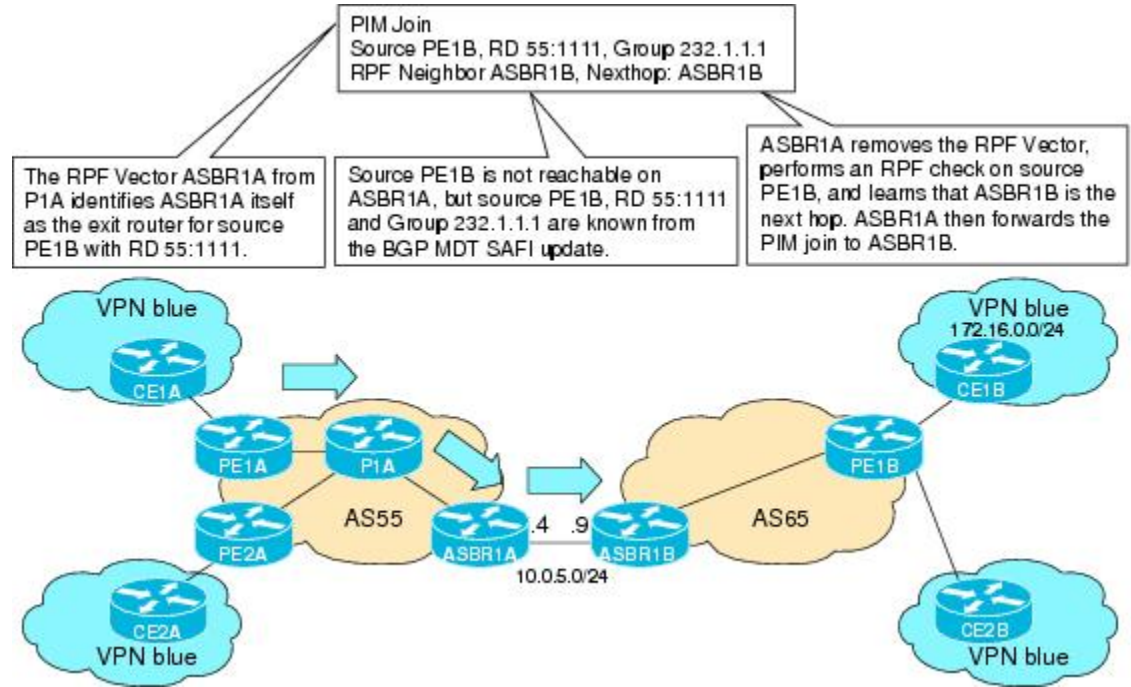 PIM Join
Source PE1B, RD 55:1111, Group 232.1.1.1
RPF Neighbor ASBR1B, Nexthop: ASBR1B
The RPF Vector ASBR1A from
P1A identifies ASBR1A itself
as the exit router for source
PE1B with RD 55:1111.
Source PE1B is not reachable on
ASBR1A, but source PE1B, RD 55:1111
and Group 232.1.1.1 are known from
the BGP MDT SAFI update.
ASBR1A removes the RPF Vector,
performs an RPF check on source
PE1B, and learns that ASBR1B is the
next hop. ASBR1A then forwards the
PIM join to ASBR1B.
VPN blue
CE1A
VPN blue
172.16.0.0/24
CE1B
PE1A
P1A
PE1B
AS55
AS65
PE2A
ASBR1A
.4
.9
ASBR1B
10.0.5.0/24
CE2A
VPN blue
CE2B
VPN blue